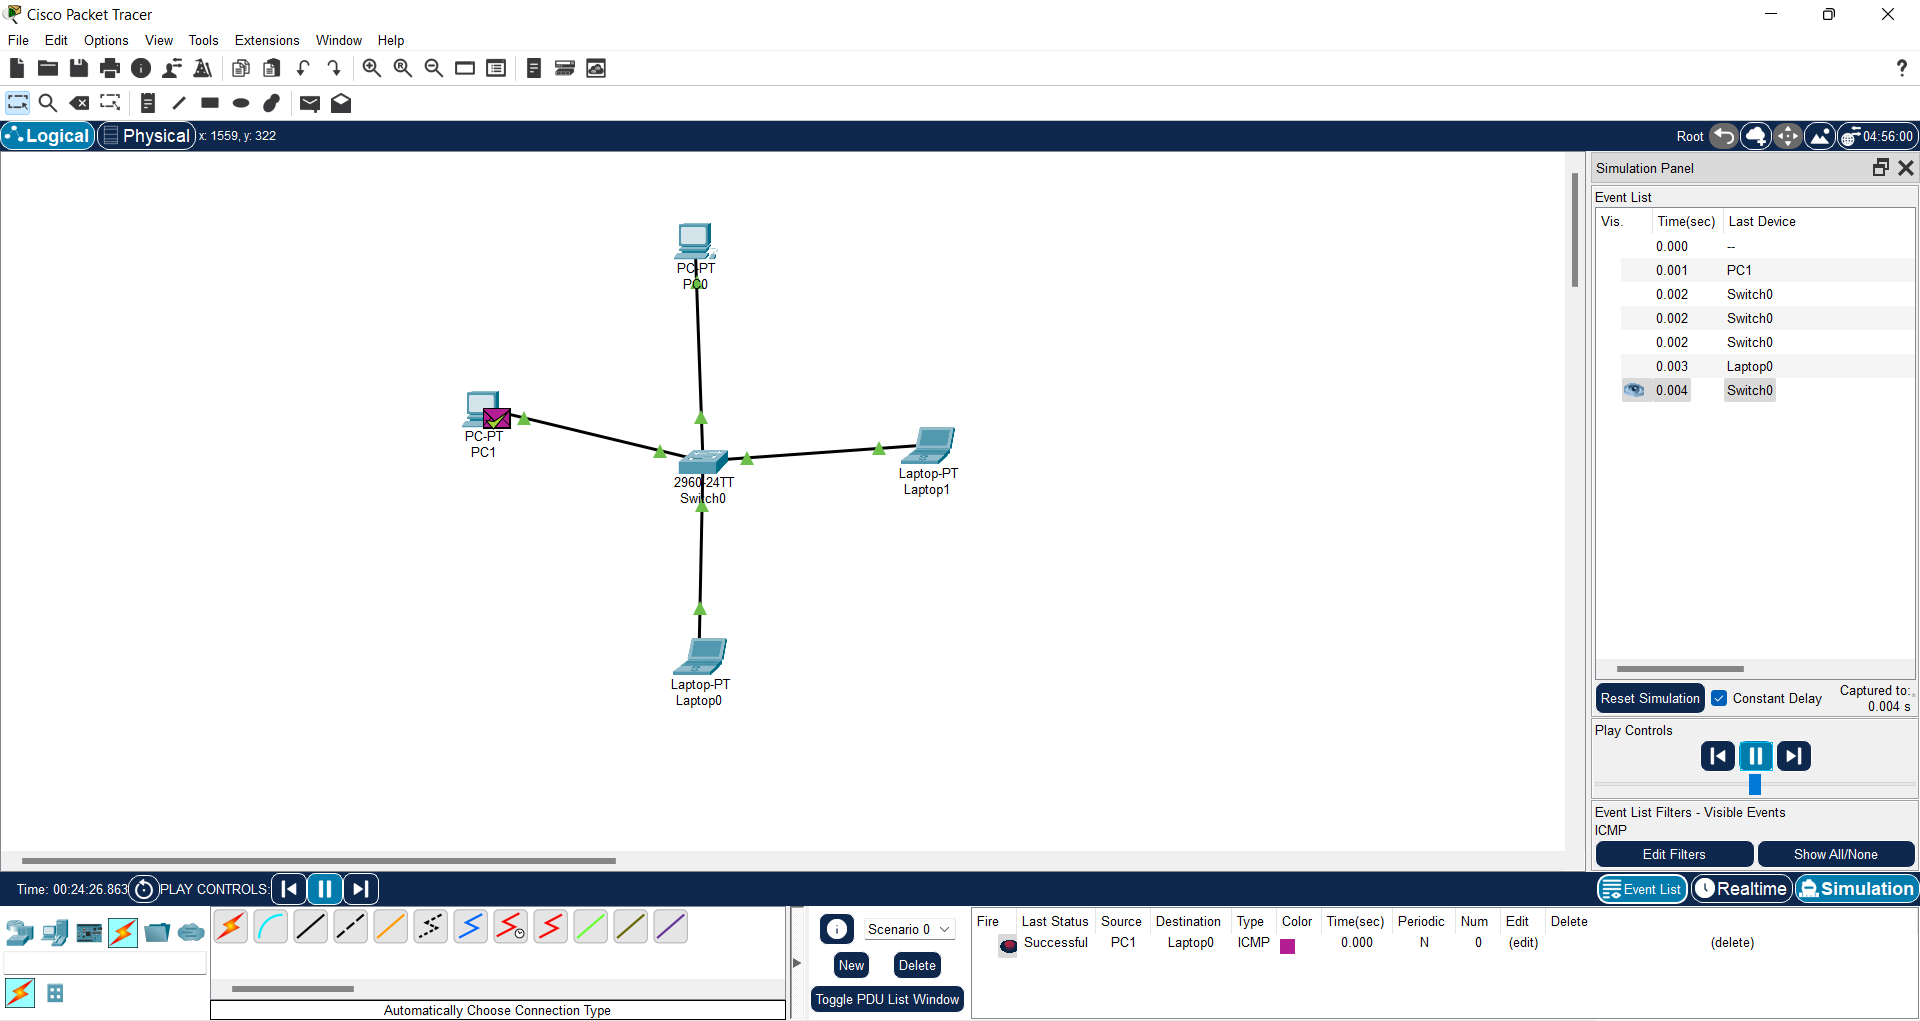 Cisco Packet Tracer
File Edit Options View Tools Extensions Window Help
Logical Physical x: 1559, y: 322 Root 04:56:00
Simulation Panel
Event List
Vis. Time(sec) Last Device
0.000 --
0.001 PC1
0.002 Switch0
0.002 Switch0
0.002 Switch0
0.003 Laptop0
0.004 Switch0
PC-PT
PC0
PC-PT
PC1
2960-24TT
Switch0
Laptop-PT
Laptop1
Laptop-PT
Laptop0
Reset Simulation Constant Delay Captured to:
0.004 s
Play Controls
Event List Filters - Visible Events
ICMP
Edit Filters Show All/None
Time: 00:24:26.863 PLAY CONTROLS: Event List Realtime Simulation
Scenario 0
New Delete
Toggle PDU List Window
Fire Last Status Source Destination Type Color Time(sec) Periodic Num Edit Delete
Successful PC1 Laptop0 ICMP 0.000 N 0 (edit) (delete)
Automatically Choose Connection Type